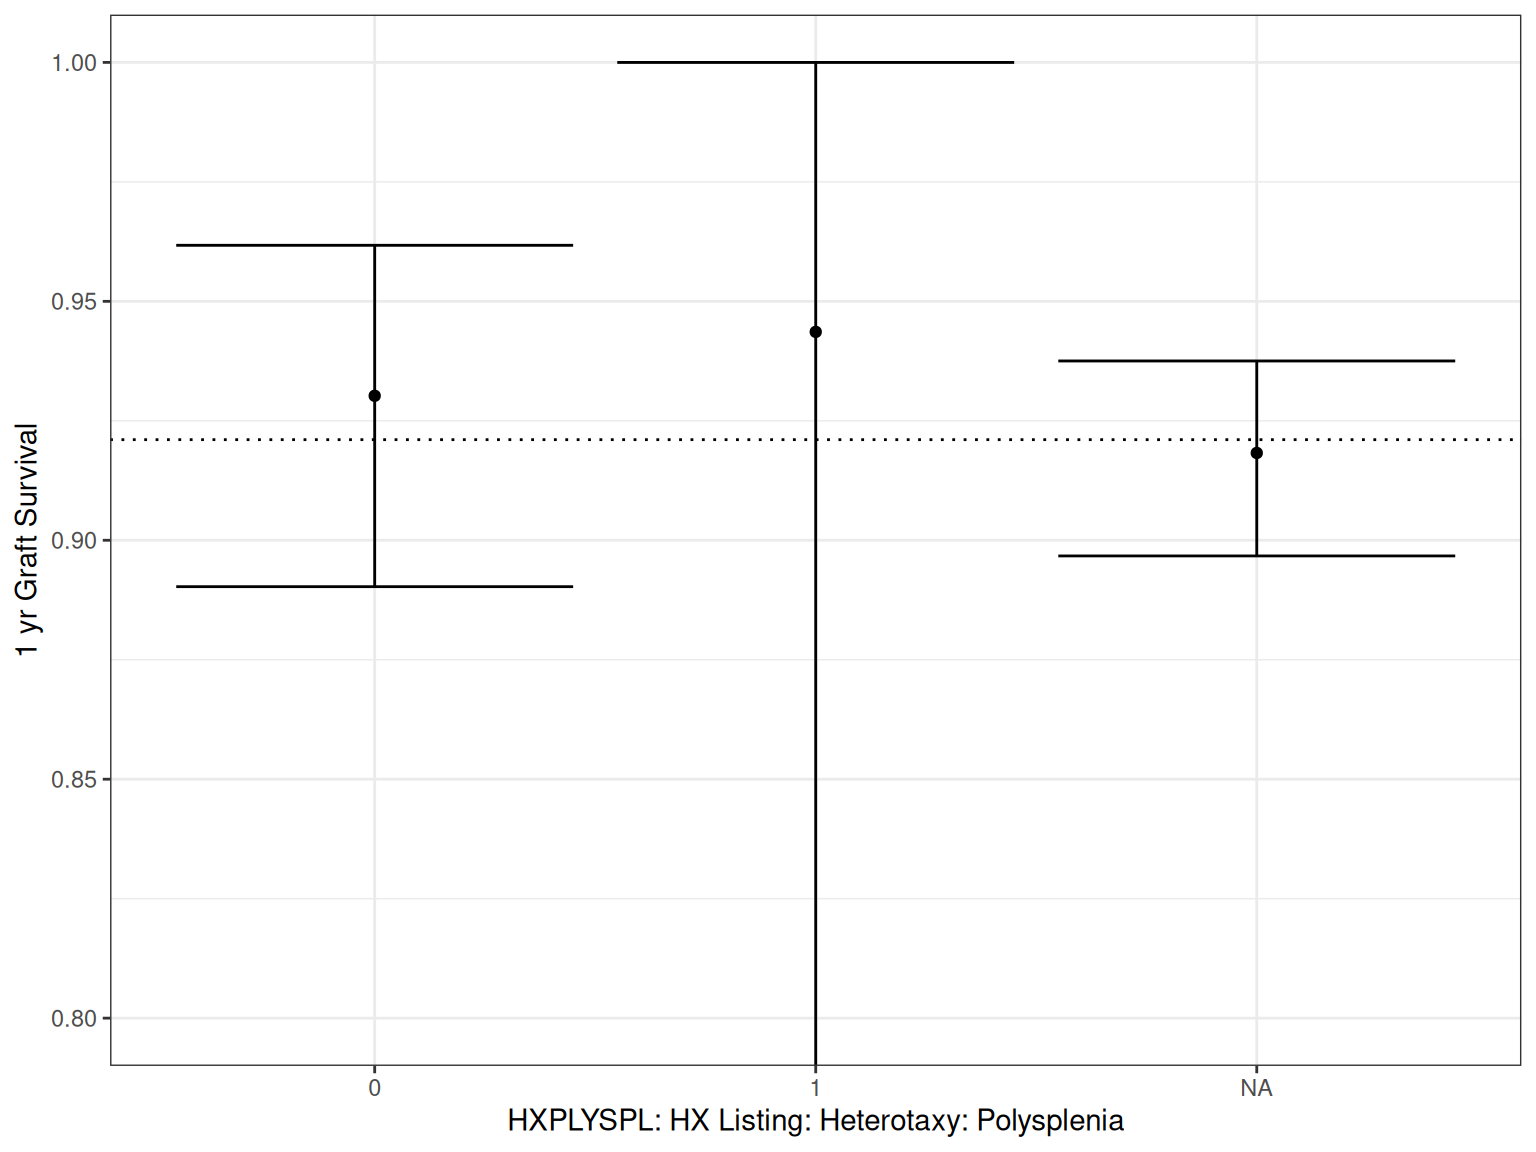 1 yr Graft Survival
1.00
0.95
0.90
0.85
0.80
0 1 NA
HXPLYSPL: HX Listing: Heterotaxy: Polysplenia